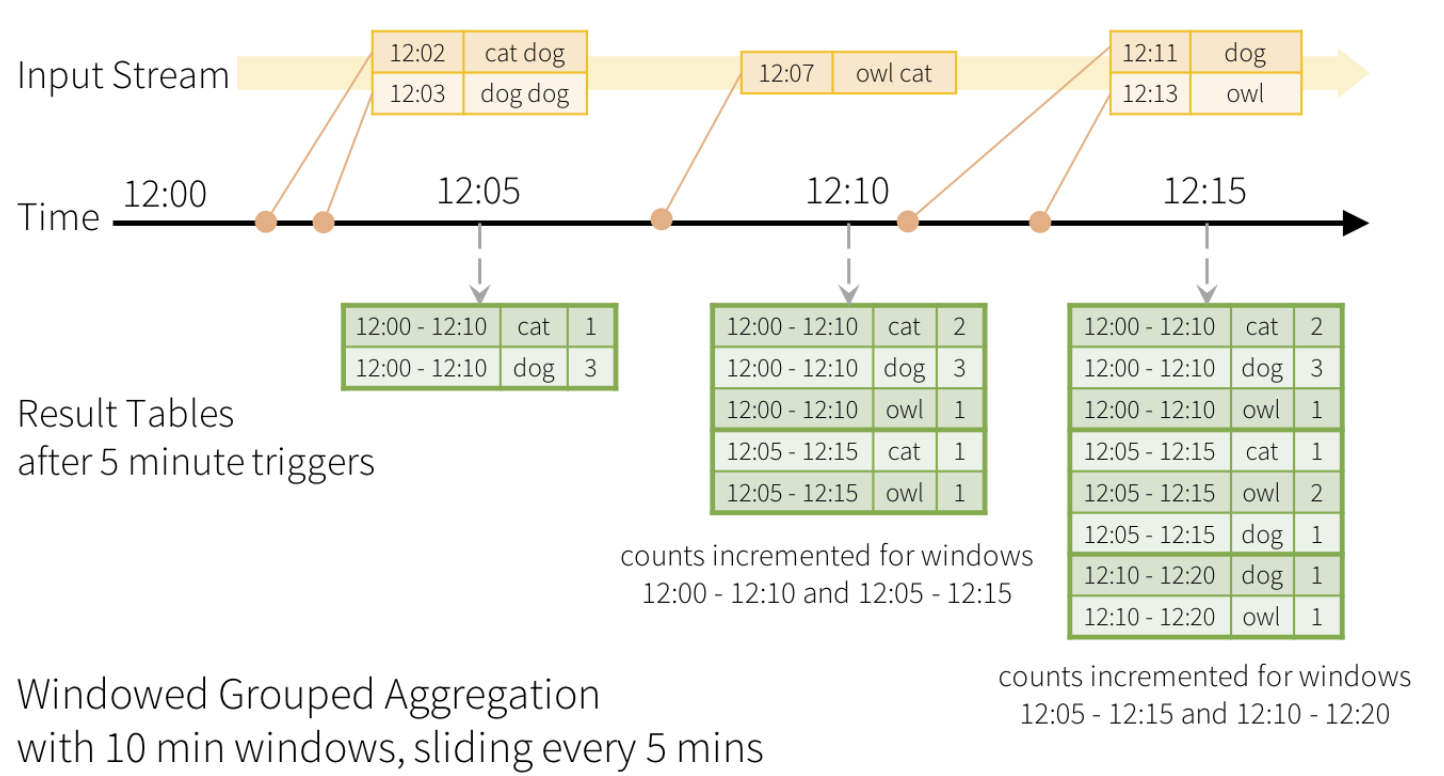 Input Stream
12:02 cat dog
12:03 dog dog
12:07 owl cat
12:11 dog
12:13 owl
Time
12:00
12:05
12:10
12:15
Result Tables
after 5 minute triggers
12:00 - 12:10 cat 1
12:00 - 12:10 dog 3
12:00 - 12:10 cat 2
12:00 - 12:10 dog 3
12:00 - 12:10 owl 1
12:05 - 12:15 cat 1
12:05 - 12:15 owl 1
counts incremented for windows
12:00 - 12:10 and 12:05 - 12:15
12:00 - 12:10 cat 2
12:00 - 12:10 dog 3
12:00 - 12:10 owl 1
12:05 - 12:15 cat 1
12:05 - 12:15 owl 2
12:05 - 12:15 dog 1
12:10 - 12:20 dog 1
12:10 - 12:20 owl 1
counts incremented for windows
12:05 - 12:15 and 12:10 - 12:20
Windowed Grouped Aggregation
with 10 min windows, sliding every 5 mins